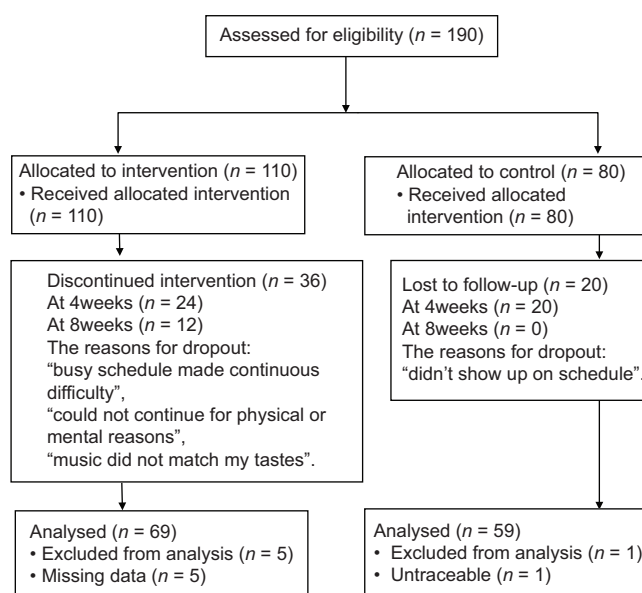 Assessed for eligibility (n = 190)
Allocated to intervention (n = 110)
• Received allocated intervention
(n = 110)
Allocated to control (n = 80)
• Received allocated
intervention (n = 80)
Discontinued intervention (n = 36)
At 4weeks (n = 24)
At 8weeks (n = 12)
The reasons for dropout:
“busy schedule made continuous
difficulty”,
“could not continue for physical or
mental reasons”,
“music did not match my tastes”.
Lost to follow-up (n = 20)
At 4weeks (n = 20)
At 8weeks (n = 0)
The reasons for dropout:
“didn’t show up on schedule”.
Analysed (n = 69)
• Excluded from analysis (n = 5)
• Missing data (n = 5)
Analysed (n = 59)
• Excluded from analysis (n = 1)
• Untraceable (n = 1)